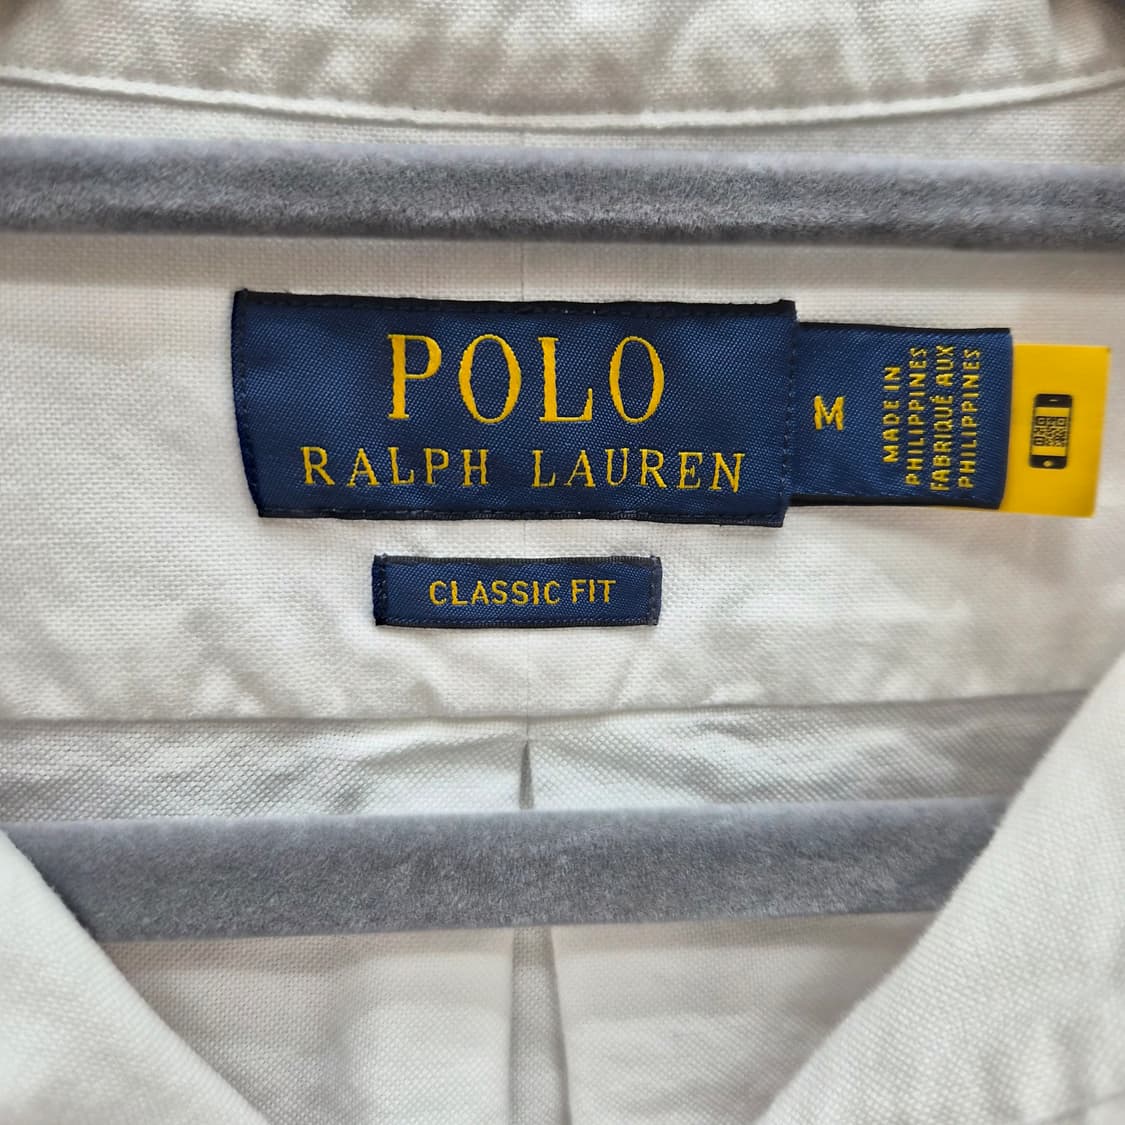 POLO
RALPH LAUREN
M
MADE IN
PHILIPPINES
FABRIQUÉ AUX
PHILIPPINES
CLASSIC FIT